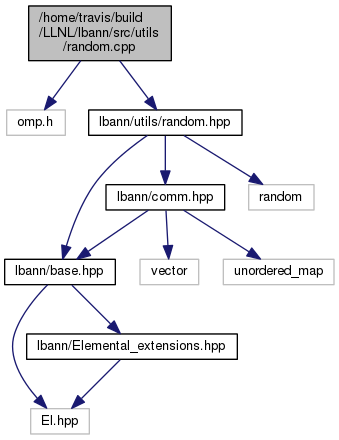 /home/travis/build
/LLNL/lbann/src/utils
/random.cpp
omp.h
lbann/utils/random.hpp
lbann/comm.hpp
random
lbann/base.hpp
vector
unordered_map
lbann/Elemental_extensions.hpp
El.hpp